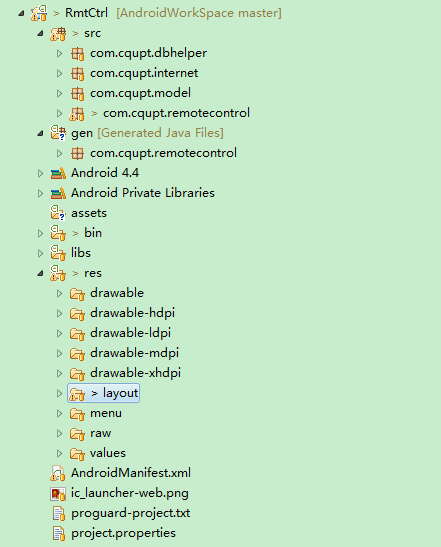 > RmtCtrl [AndroidWorkSpace master]
> src
com.cqupt.dbhelper
com.cqupt.internet
com.cqupt.model
> com.cqupt.remotecontrol
gen [Generated Java Files]
com.cqupt.remotecontrol
Android 4.4
Android Private Libraries
assets
> bin
libs
> res
drawable
drawable-hdpi
drawable-ldpi
drawable-mdpi
drawable-xhdpi
> layout
menu
raw
values
AndroidManifest.xml
ic_launcher-web.png
proguard-project.txt
project.properties